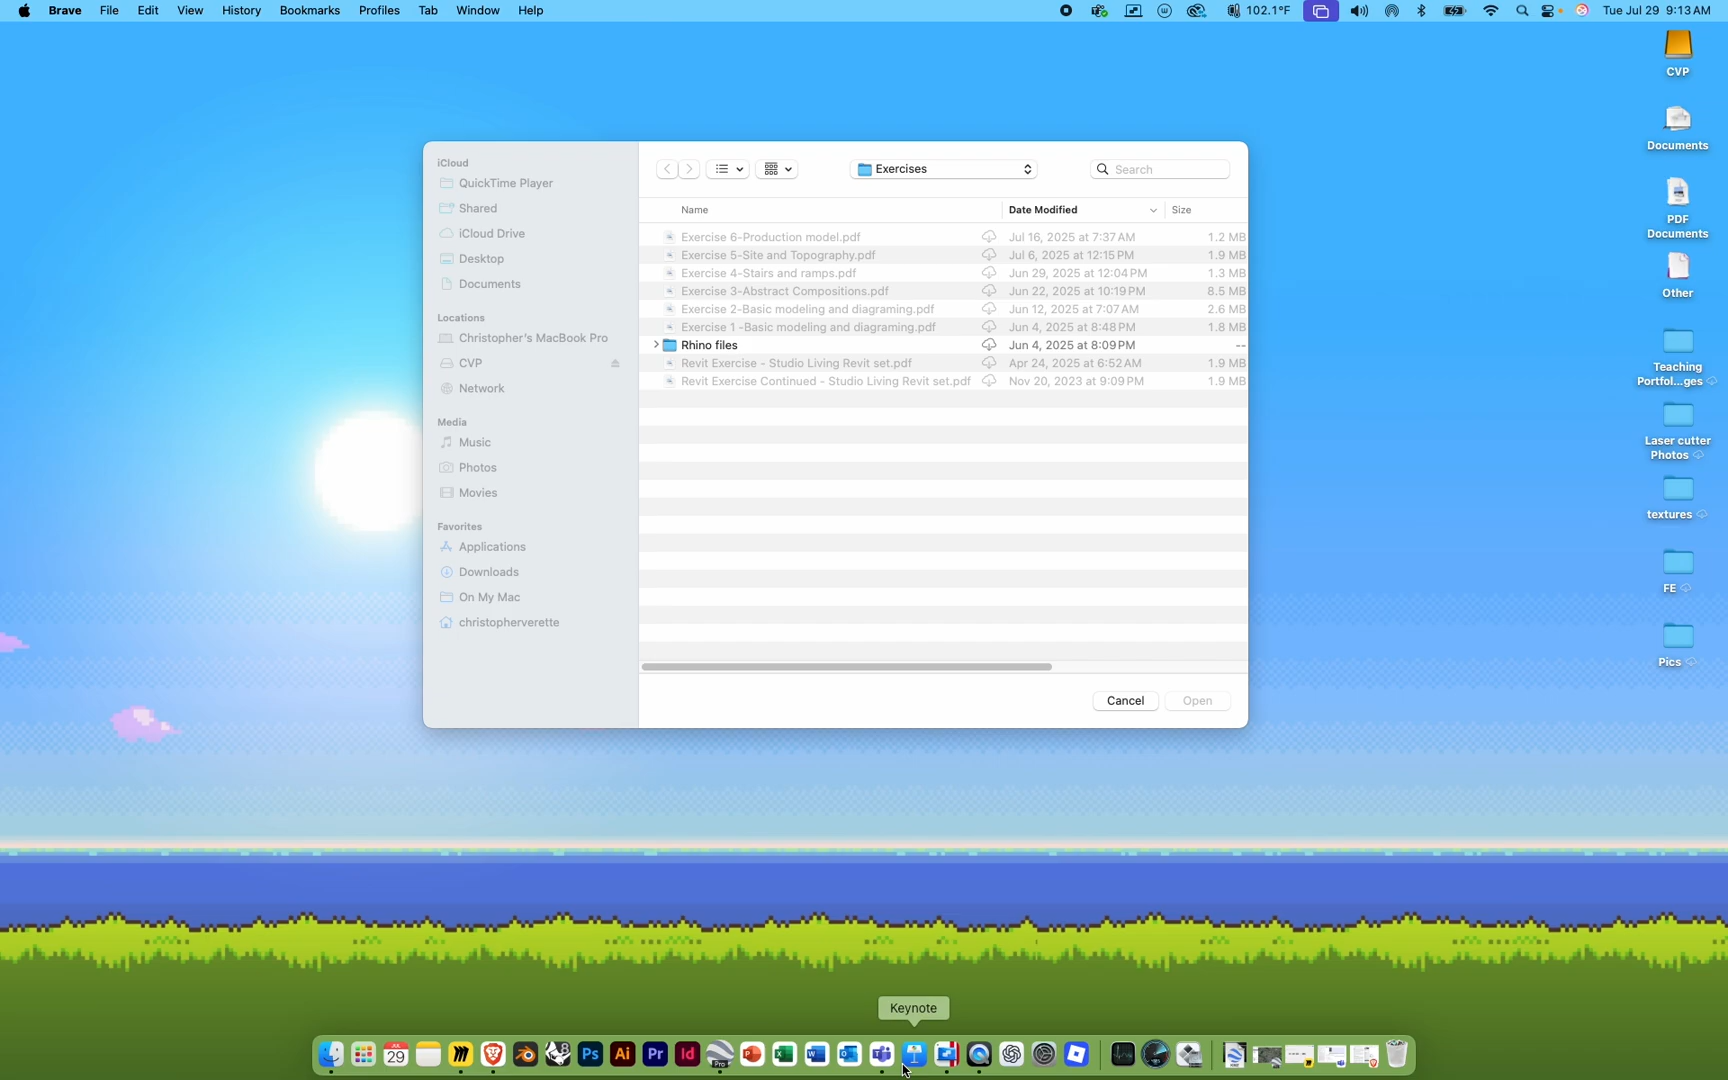 Brave File Edit View History Bookmarks Profiles Tab Window Help 102.1°F Tue Jul 29 9:13 AM
CVP
Documents
PDF
Documents
Other
Teaching
Portfol...ges
Laser cutter
Photos
textures
FE
Pics
iCloud
QuickTime Player
Shared
iCloud Drive
Desktop
Documents
Locations
Christopher's MacBook Pro
CVP
Network
Media
Music
Photos
Movies
Favorites
Applications
Downloads
On My Mac
christopherverette
Exercises
Search
Name Date Modified Size
Exercise 6-Production model.pdf Jul 16, 2025 at 7:37 AM 1.2 MB
Exercise 5-Site and Topography.pdf Jul 6, 2025 at 12:15 PM 1.9 MB
Exercise 4-Stairs and ramps.pdf Jun 29, 2025 at 12:04 PM 1.3 MB
Exercise 3-Abstract Compositions.pdf Jun 22, 2025 at 10:19 PM 8.5 MB
Exercise 2-Basic modeling and diagraming.pdf Jun 12, 2025 at 7:07 AM 2.6 MB
Exercise 1 -Basic modeling and diagraming.pdf Jun 4, 2025 at 8:48 PM 1.8 MB
Rhino files Jun 4, 2025 at 8:09 PM --
Revit Exercise - Studio Living Revit set.pdf Apr 24, 2025 at 6:52 AM 1.9 MB
Revit Exercise Continued - Studio Living Revit set.pdf Nov 20, 2023 at 9:09 PM 1.9 MB
Cancel Open
Keynote
JUL
29
8
Ps
Ai
Pr
Id
Pro